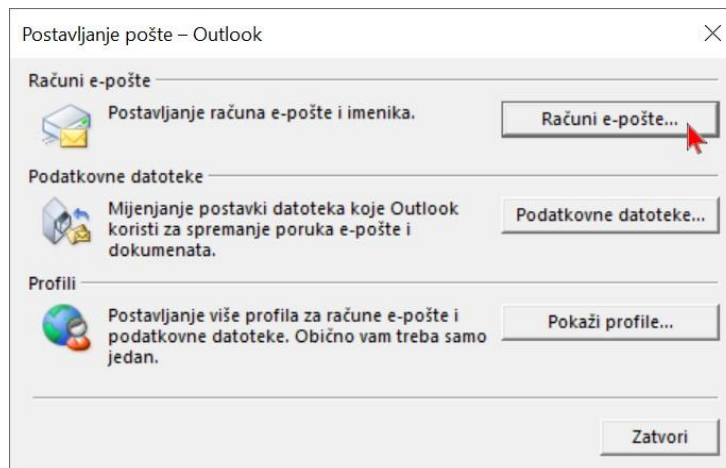 Postavljanje pošte – Outlook
Računi e-pošte
Postavljanje računa e-pošte i imenika.
Računi e-pošte...
Podatkovne datoteke
Mijenjanje postavki datoteka koje Outlook
koristi za spremanje poruka e-pošte i
dokumenata.
Podatkovne datoteke...
Profili
Postavljanje više profila za račune e-pošte i
podatkovne datoteke. Obično vam treba samo
jedan.
Pokaži profile...
Zatvori